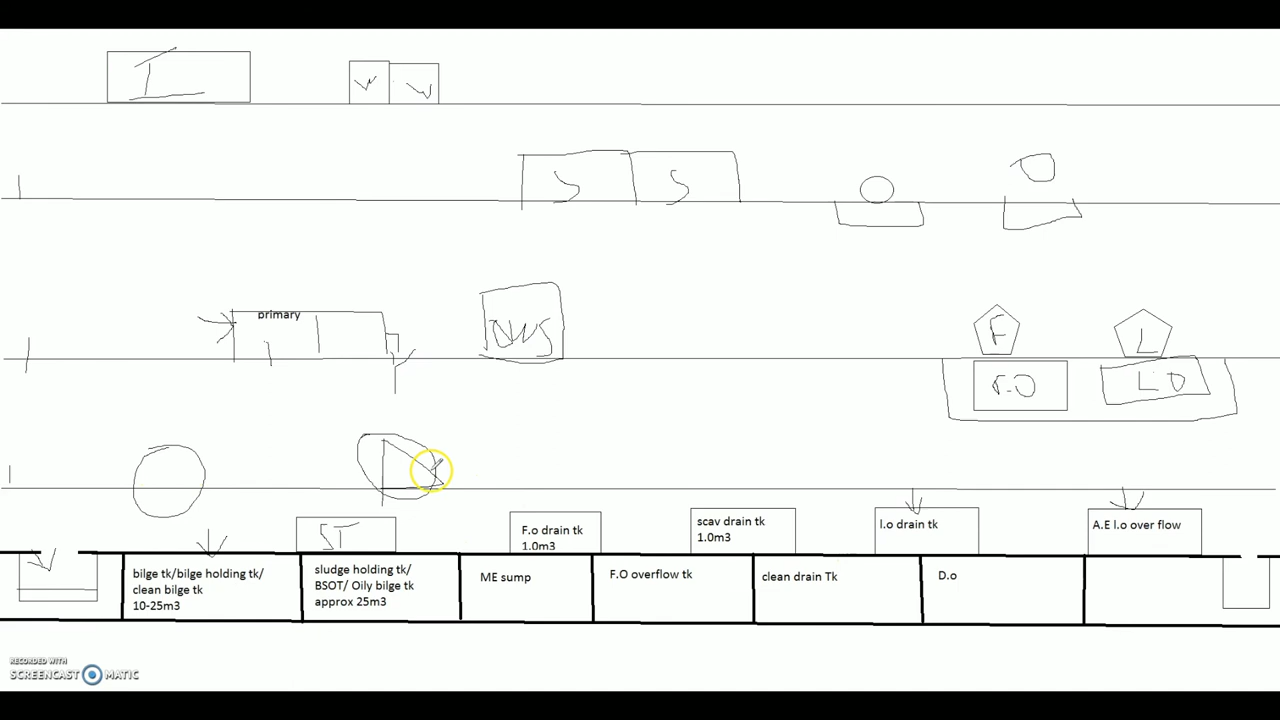 I
W W
S S
primary
F
L
F.O
L.O
ST
F.o drain tk
1.0m3
scav drain tk
1.0m3
l.o drain tk
A.E l.o over flow
bilge tk/bilge holding tk/
clean bilge tk
10-25m3
sludge holding tk/
BSOT/ Oily bilge tk
approx 25m3
ME sump
F.O overflow tk
clean drain Tk
D.o
RECORDED WITH
SCREENCAST MATIC